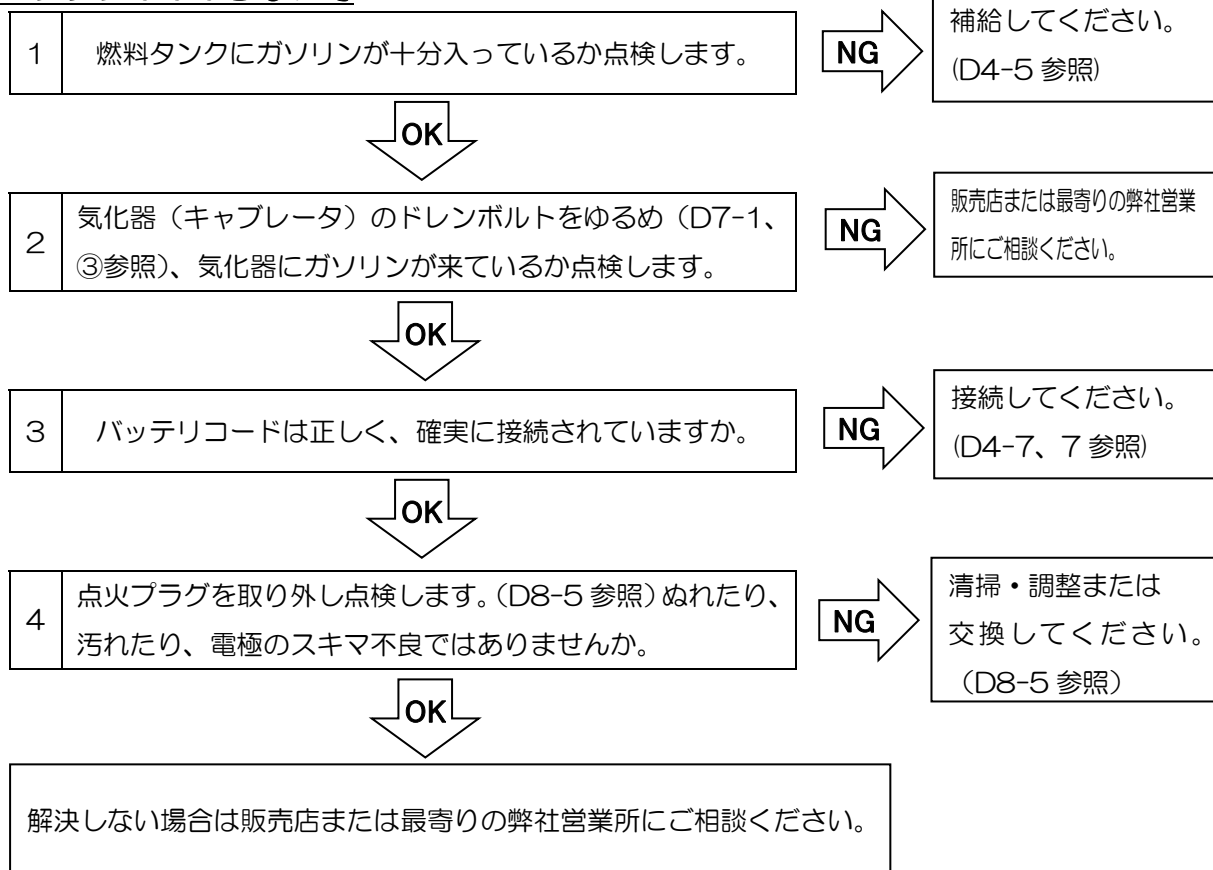 1
燃料タンクにガソリンが十分入っているか点検します。
NG
補給してください。
(D4-5 参照)
OK
2
気化器（キャブレータ）のドレンボルトをゆるめ（D7-1、
③参照）、気化器にガソリンが来ているか点検します。
NG
販売店または最寄りの弊社営業
所にご相談ください。
OK
3
バッテリコードは正しく、確実に接続されていますか。
NG
接続してください。
(D4-7、7 参照)
OK
4
点火プラグを取り外し点検します。（D8-5 参照）ぬれたり、
汚れたり、電極のスキマ不良ではありませんか。
NG
清掃・調整または
交換してください。
（D8-5 参照）
OK
解決しない場合は販売店または最寄りの弊社営業所にご相談ください。